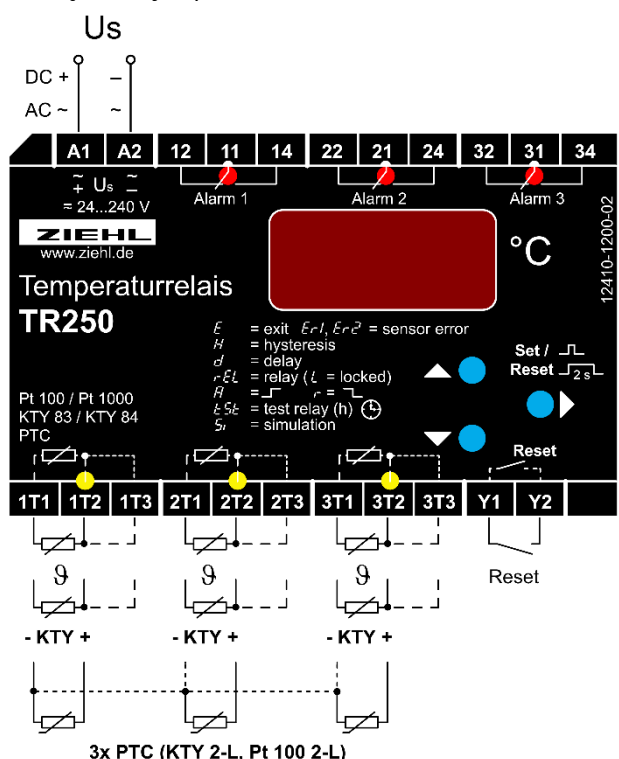 Us
DC + –
AC ~ ~
A1 A2 12 11 14 22 21 24 32 31 34
~ ~
+ Us –
= 24...240 V
Alarm 1 Alarm 2 Alarm 3
ZIEHL
www.ziehl.de
°C
12410-1200-02
Temperaturrelais
TR250
E = exit Er1, Er2 = sensor error
H = hysteresis
d = delay
rEL = relay (L = locked)
A = r =
tSt = test relay (h)
Si = simulation
Set /
Reset 2 s
Pt 100 / Pt 1000
KTY 83 / KTY 84
PTC
Reset
1T1 1T2 1T3 2T1 2T2 2T3 3T1 3T2 3T3 Y1 Y2
Reset
ϑ ϑ ϑ
- KTY + - KTY + - KTY +
3x PTC (KTY 2-L, Pt 100 2-L)